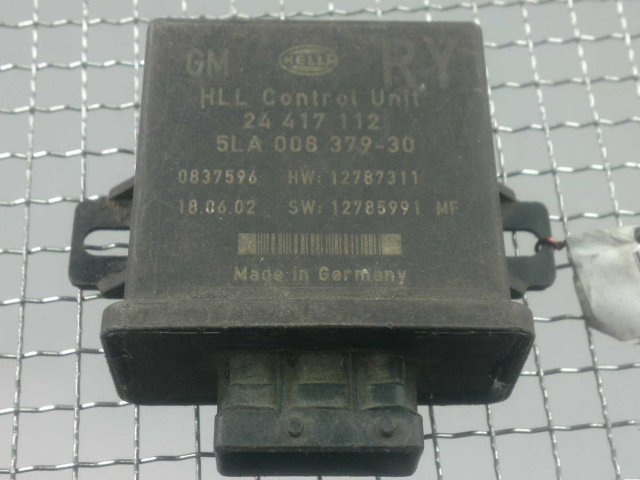 GM HELLA RY
HLL Control Unit
24 417 112
5LA 008 379-30
0837596 HW: 12787311
18.06.02 SW: 12785991 MF
Made in Germany